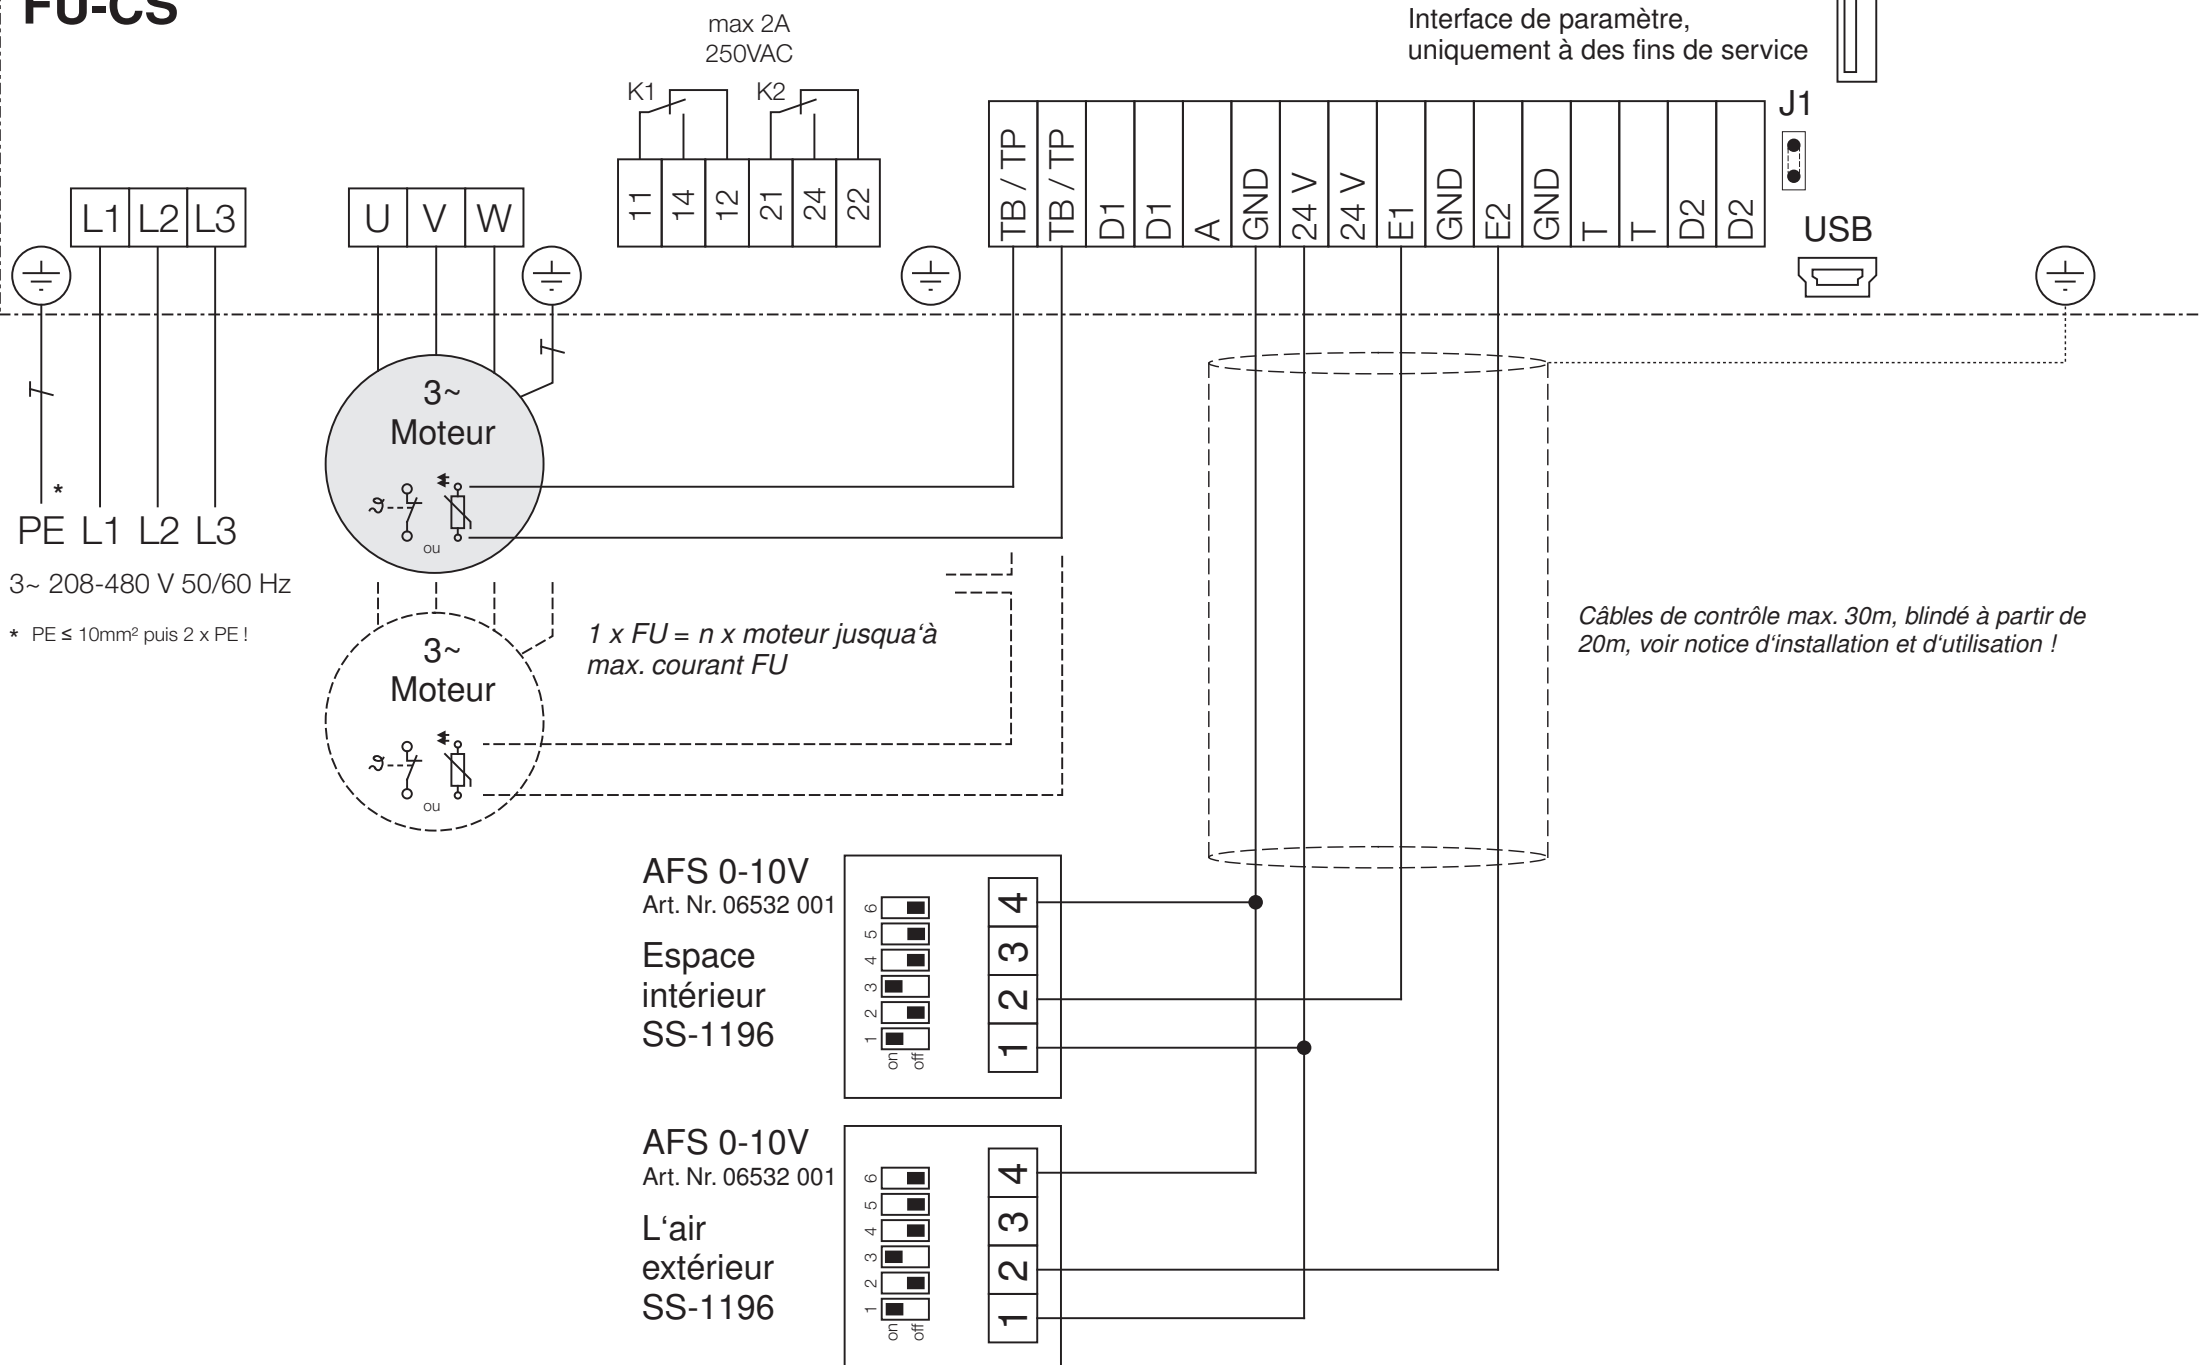 FU-CS
max 2A
250VAC
Interface de paramètre,
uniquement à des fins de service
K1
K2
J1
11
14
12
21
24
22
TB / TP
TB / TP
D1
D1
A
GND
24 V
24 V
E1
GND
E2
GND
T
T
D2
D2
USB
L1
L2
L3
U
V
W
3~
Moteur
ou
*
PE L1 L2 L3
3~ 208-480 V 50/60 Hz
* PE ≤ 10mm² puis 2 x PE !
3~
Moteur
ou
1 x FU = n x moteur jusqua‘à
max. courant FU
Câbles de contrôle max. 30m, blindé à partir de
20m, voir notice d‘installation et d‘utilisation !
AFS 0-10V
Art. Nr. 06532 001
Espace
intérieur
SS-1196
6
5
4
3
2
1
on
off
4
3
2
1
AFS 0-10V
Art. Nr. 06532 001
L‘air
extérieur
SS-1196
6
5
4
3
2
1
on
off
4
3
2
1